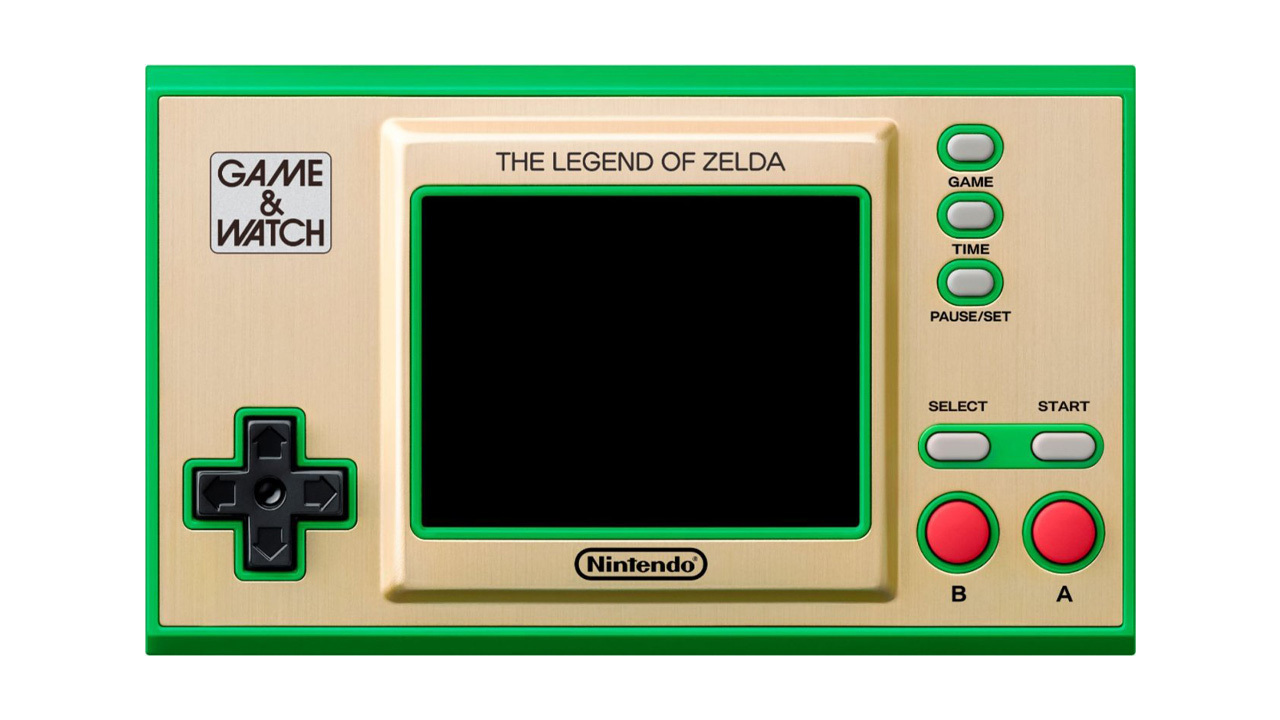 GAME
&
WATCH
THE LEGEND OF ZELDA
GAME
TIME
PAUSE/SET
SELECT START
B A
Nintendo®